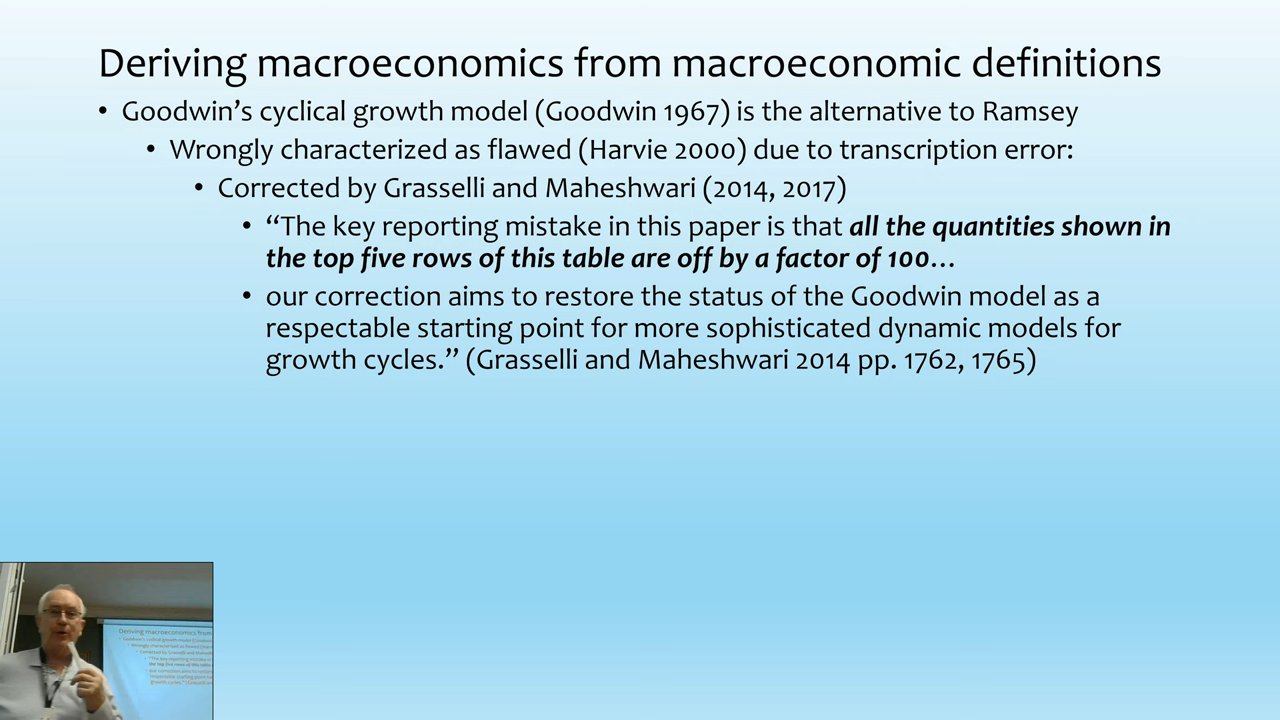 Deriving macroeconomics from macroeconomic definitions
• Goodwin’s cyclical growth model (Goodwin 1967) is the alternative to Ramsey
• Wrongly characterized as flawed (Harvie 2000) due to transcription error:
• Corrected by Grasselli and Maheshwari (2014, 2017)
• “The key reporting mistake in this paper is that all the quantities shown in
the top five rows of this table are off by a factor of 100…
• our correction aims to restore the status of the Goodwin model as a
respectable starting point for more sophisticated dynamic models for
growth cycles.” (Grasselli and Maheshwari 2014 pp. 1762, 1765)
Deriving macroeconomics from